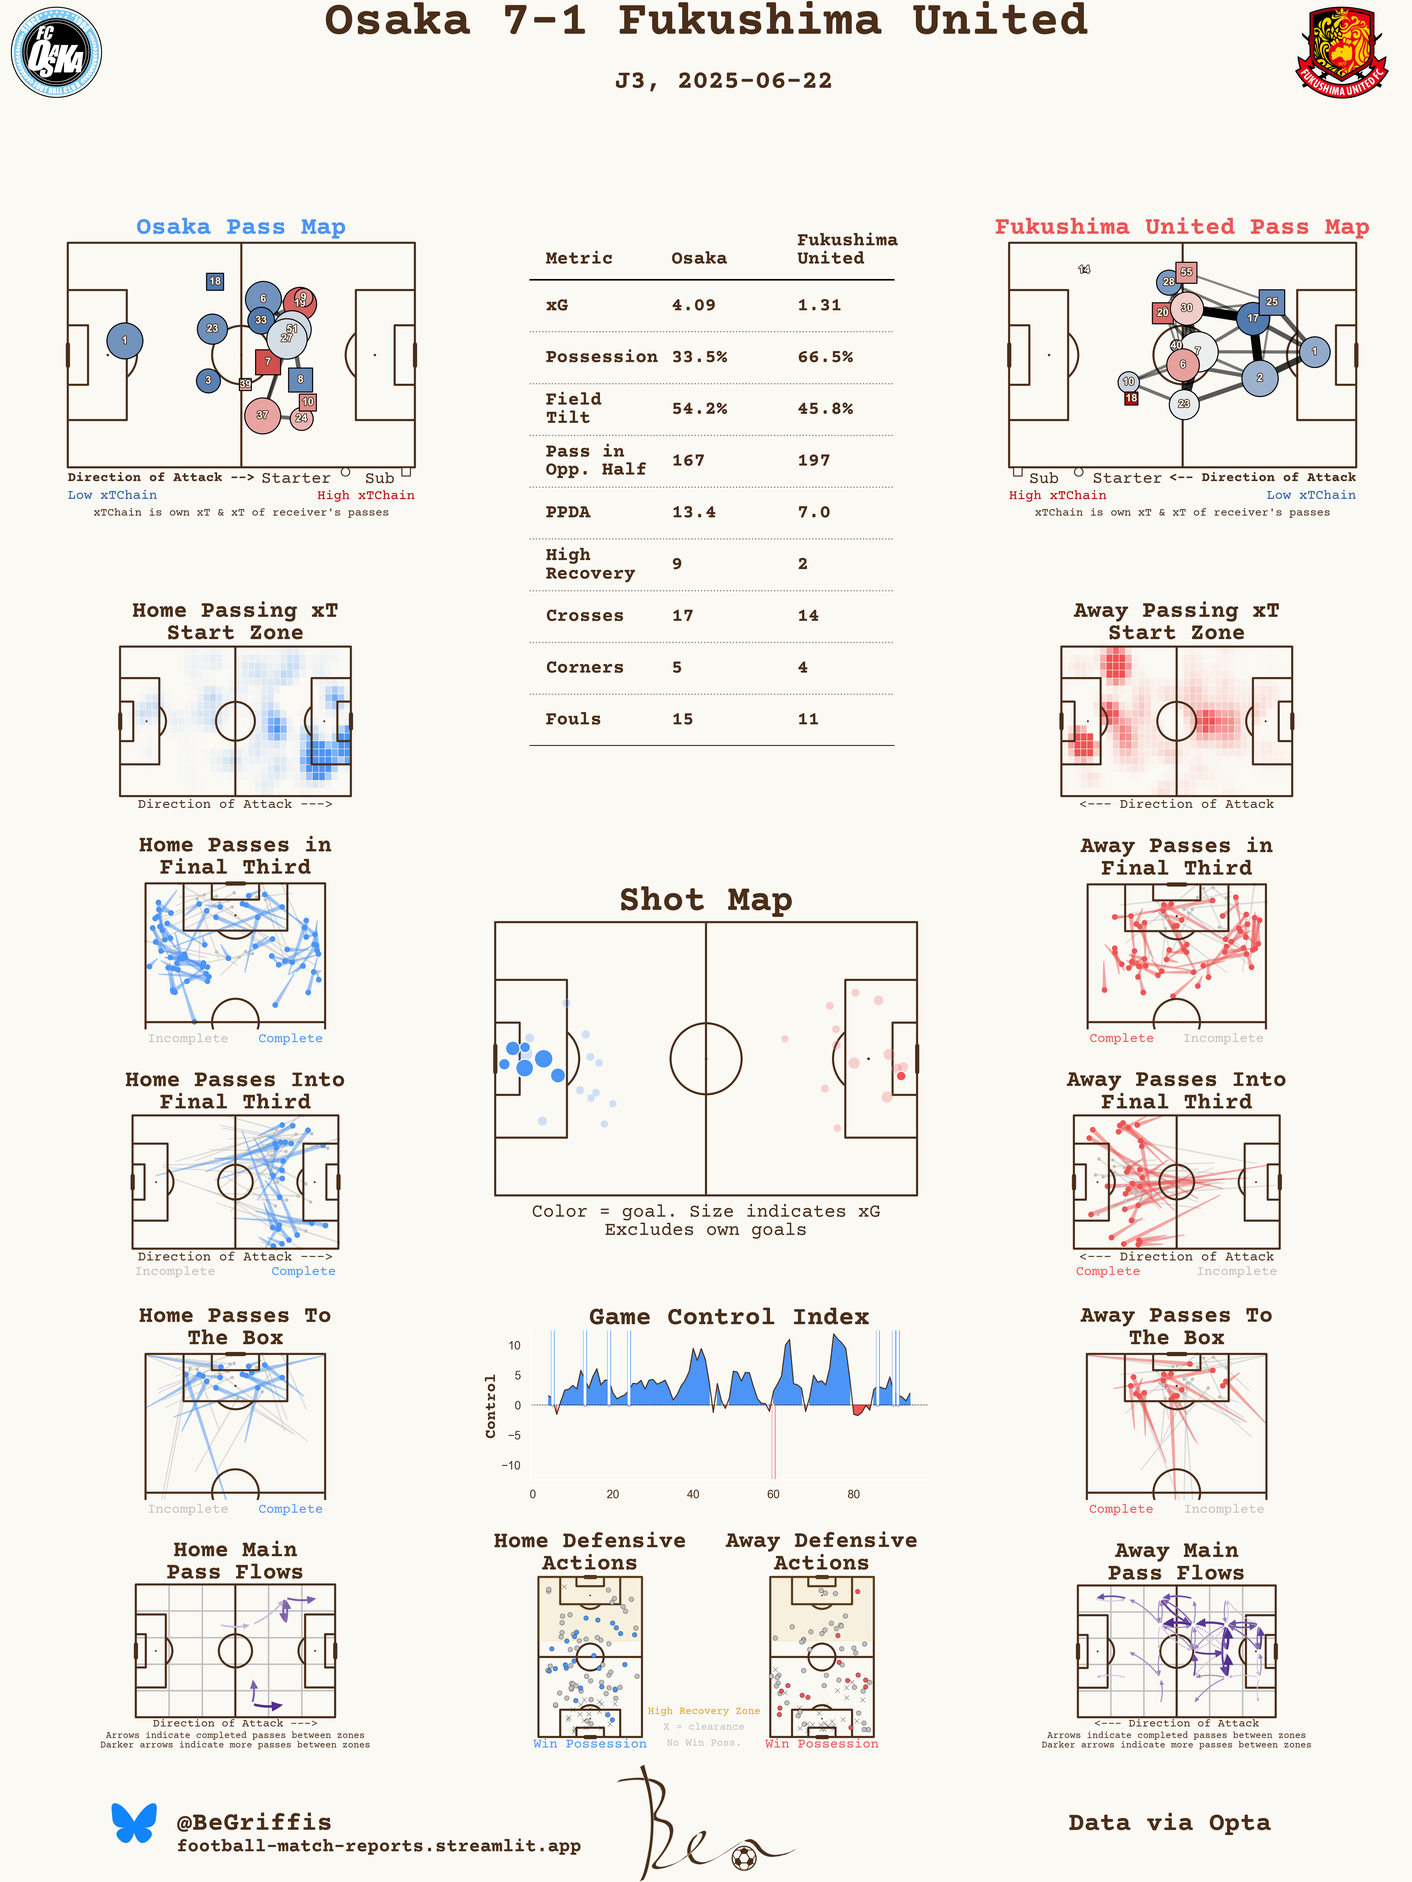 Osaka 7-1 Fukushima United
J3, 2025-06-22
FC
OSAKA
FUKUSHIMA UNITED FC
Osaka Pass Map
18
6
9
19
33
51
27
23
1
7
3
39
8
10
37
24
Direction of Attack --> Starter Sub
Low xTChain High xTChain
xTChain is own xT & xT of receiver's passes
Metric Osaka Fukushima United
xG 4.09 1.31
Possession 33.5% 66.5%
Field Tilt 54.2% 45.8%
Pass in Opp. Half 167 197
PPDA 13.4 7.0
High Recovery 9 2
Crosses 17 14
Corners 5 4
Fouls 15 11
Fukushima United Pass Map
14
55
28
25
20
30
17
40
7
1
6
2
10
18
23
Sub Starter <-- Direction of Attack
High xTChain Low xTChain
xTChain is own xT & xT of receiver's passes
Home Passing xT
Start Zone
Direction of Attack --->
Away Passing xT
Start Zone
<--- Direction of Attack
Home Passes in
Final Third
Incomplete Complete
Away Passes in
Final Third
Complete Incomplete
Shot Map
Color = goal. Size indicates xG
Excludes own goals
Home Passes Into
Final Third
Direction of Attack --->
Incomplete Complete
Away Passes Into
Final Third
<--- Direction of Attack
Complete Incomplete
Home Passes To
The Box
Incomplete Complete
Game Control Index
Control
10
5
0
−5
−10
0 20 40 60 80
Away Passes To
The Box
Complete Incomplete
Home Main
Pass Flows
Direction of Attack --->
Arrows indicate completed passes between zones
Darker arrows indicate more passes between zones
Home Defensive
Actions
Win Possession
Away Defensive
Actions
Win Possession
High Recovery Zone
X = clearance
No Win Poss.
Away Main
Pass Flows
<--- Direction of Attack
Arrows indicate completed passes between zones
Darker arrows indicate more passes between zones
@BeGriffis
football-match-reports.streamlit.app
Ben
Data via Opta